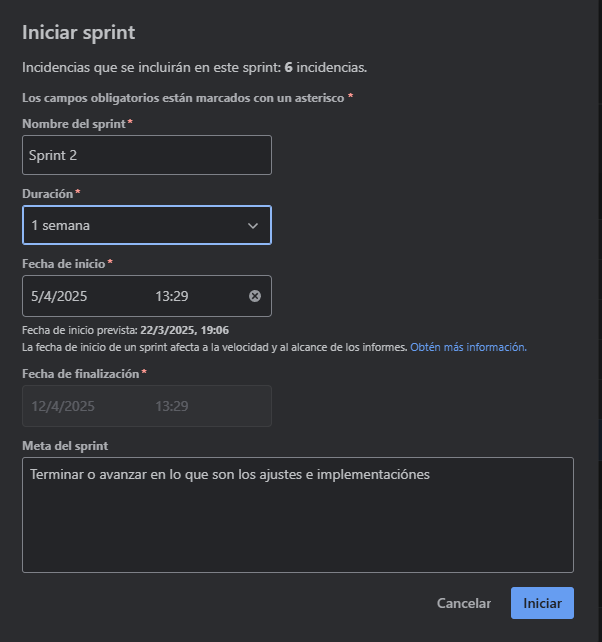 Iniciar sprint
Incidencias que se incluirán en este sprint: 6 incidencias.
Los campos obligatorios están marcados con un asterisco *
Nombre del sprint*
Sprint 2
Duración*
1 semana
Fecha de inicio*
5/4/2025 13:29
Fecha de inicio prevista: 22/3/2025, 19:06
La fecha de inicio de un sprint afecta a la velocidad y al alcance de los informes. Obtén más información.
Fecha de finalización*
12/4/2025 13:29
Meta del sprint
Terminar o avanzar en lo que son los ajustes e implementaciónes
Cancelar Iniciar